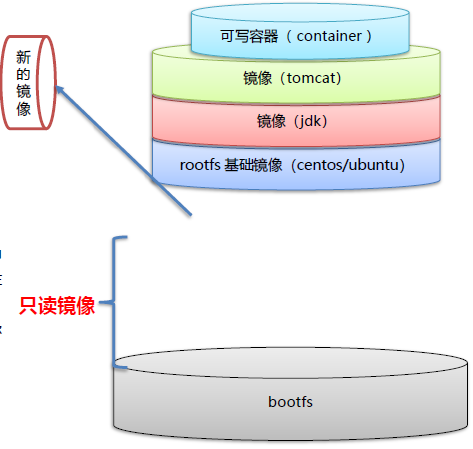 可写容器（ container ）
新的镜像
镜像（tomcat）
镜像（jdk）
rootfs 基础镜像（centos/ubuntu）
只读镜像
bootfs